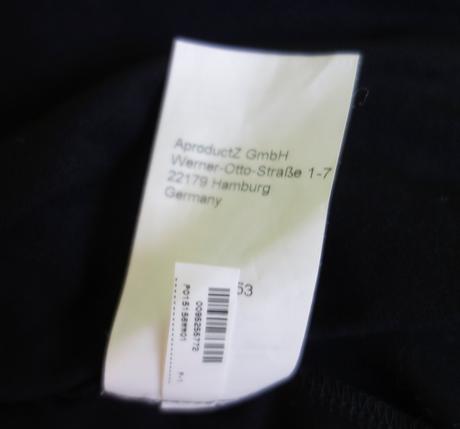 AproductZ GmbH
Werner-Otto-Straße 1-7
22179 Hamburg
Germany
53